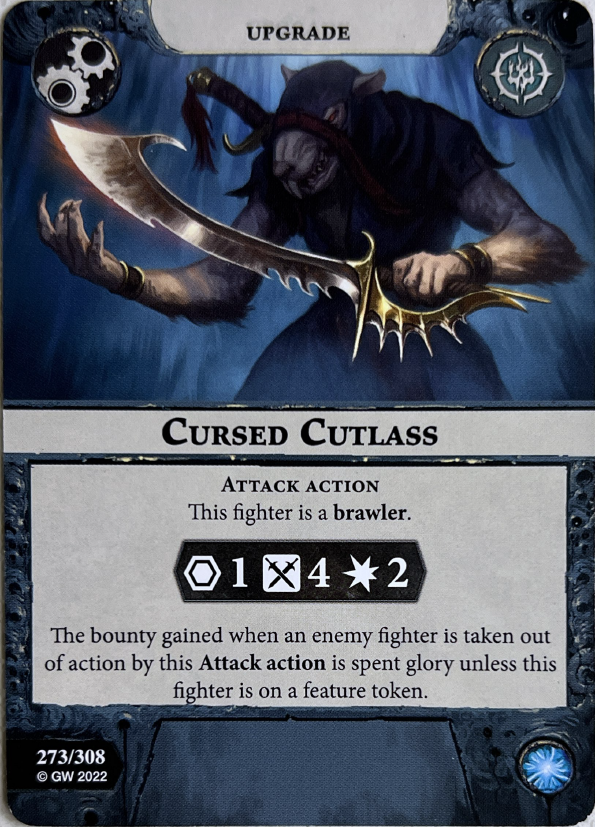 UPGRADE
CURSED CUTLASS
ATTACK ACTION
This fighter is a brawler.
1 4 2
The bounty gained when an enemy fighter is taken out
of action by this Attack action is spent glory unless this
fighter is on a feature token.
273/308
© GW 2022